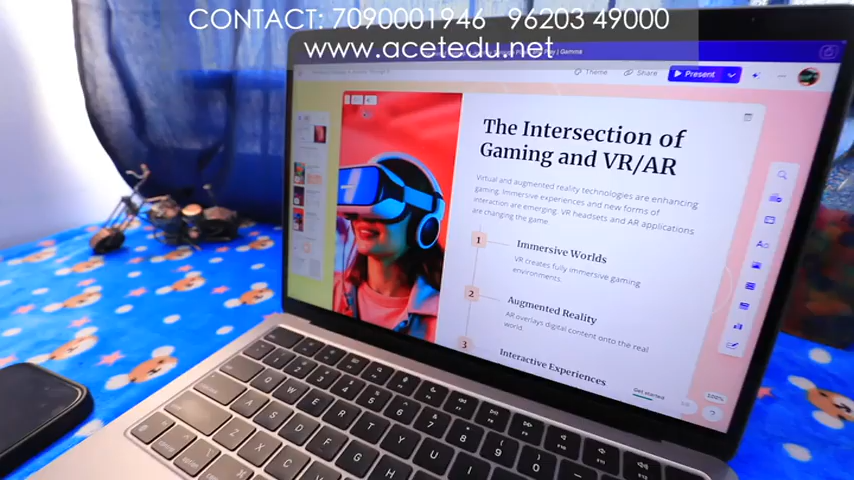 CONTACT: 7090001946 96203 49000
www.acetedu.net
Gamma
Theme
Share
Present
The Intersection of
Gaming and VR/AR
Virtual and augmented reality technologies are enhancing
gaming. Immersive experiences and new forms of
interaction are emerging. VR headsets and AR applications
are changing the game.
1
Immersive Worlds
VR creates fully immersive gaming
environments.
2
Augmented Reality
AR overlays digital content onto the real
world.
3
Interactive Experiences
Get started
100%
?